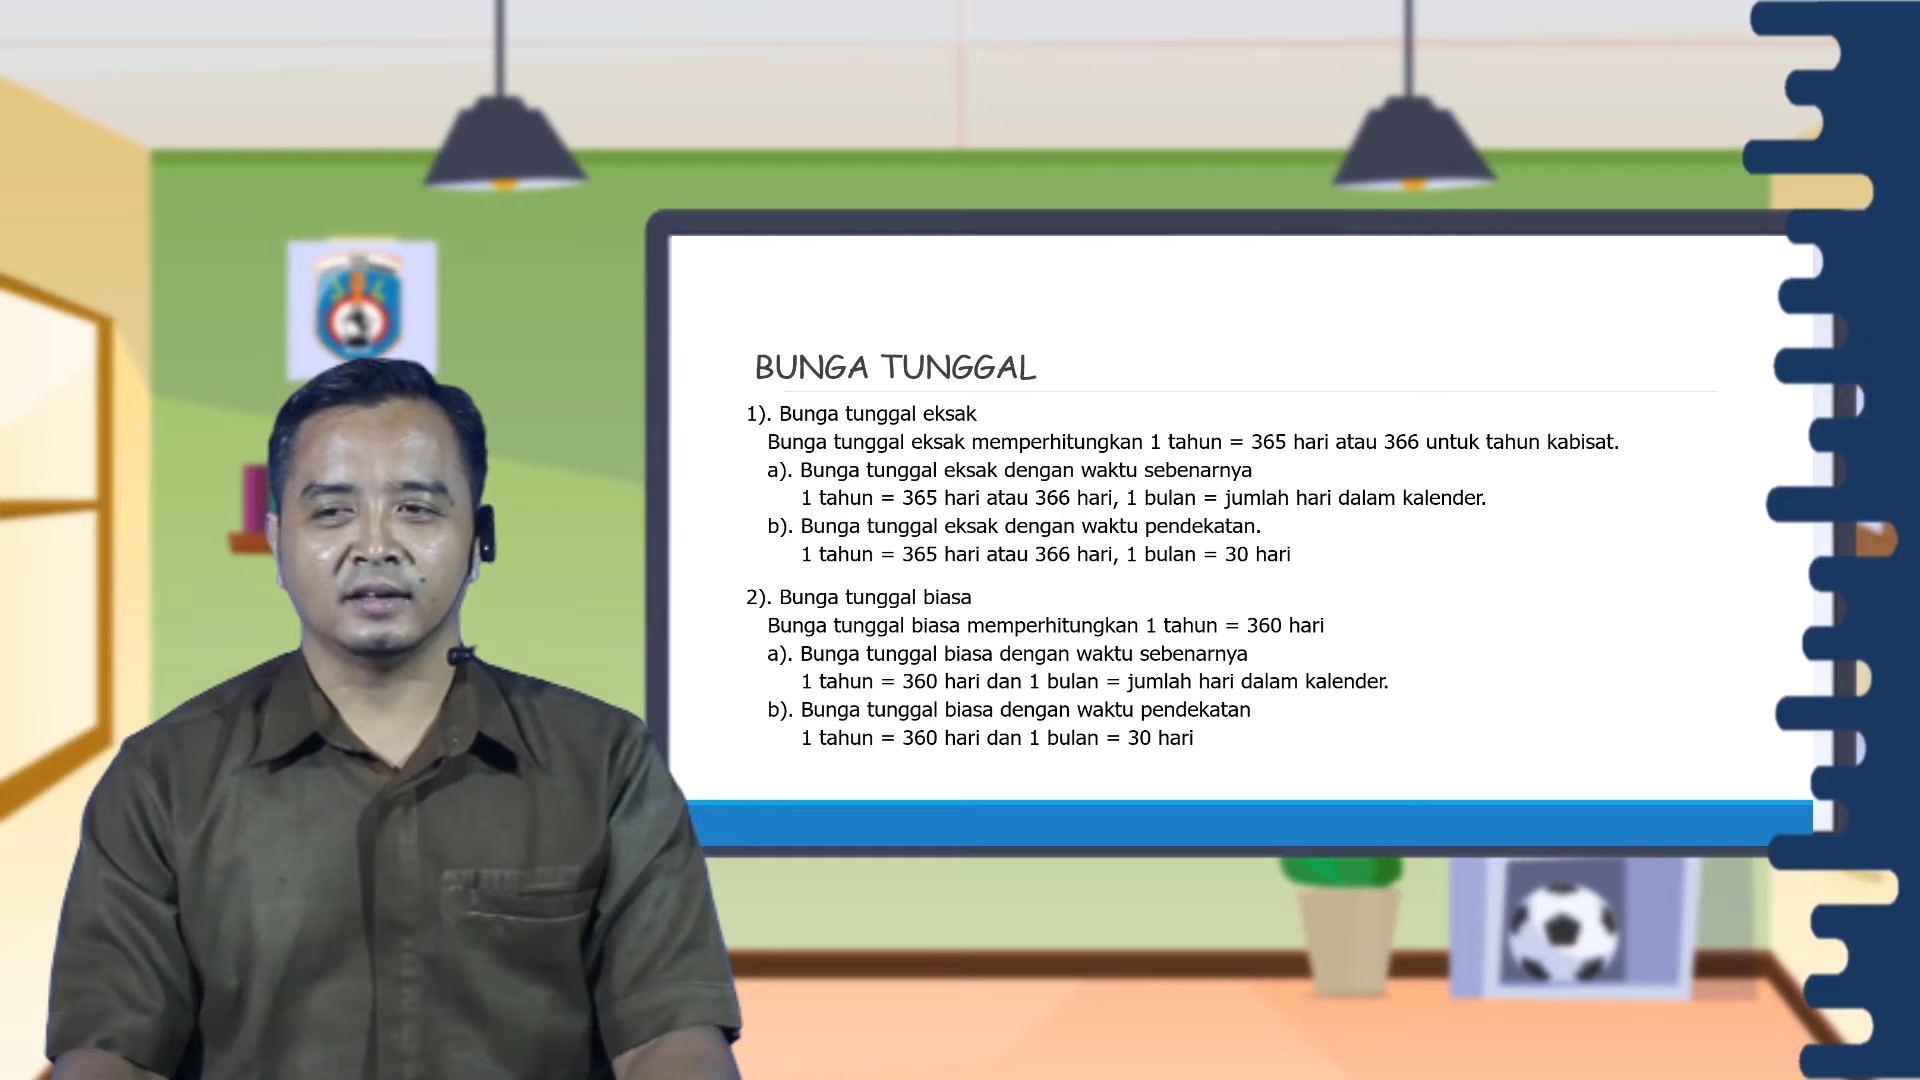 BUNGA TUNGGAL
1). Bunga tunggal eksak
Bunga tunggal eksak memperhitungkan 1 tahun = 365 hari atau 366 untuk tahun kabisat.
a). Bunga tunggal eksak dengan waktu sebenarnya
1 tahun = 365 hari atau 366 hari, 1 bulan = jumlah hari dalam kalender.
b). Bunga tunggal eksak dengan waktu pendekatan.
1 tahun = 365 hari atau 366 hari, 1 bulan = 30 hari
2). Bunga tunggal biasa
Bunga tunggal biasa memperhitungkan 1 tahun = 360 hari
a). Bunga tunggal biasa dengan waktu sebenarnya
1 tahun = 360 hari dan 1 bulan = jumlah hari dalam kalender.
b). Bunga tunggal biasa dengan waktu pendekatan
1 tahun = 360 hari dan 1 bulan = 30 hari